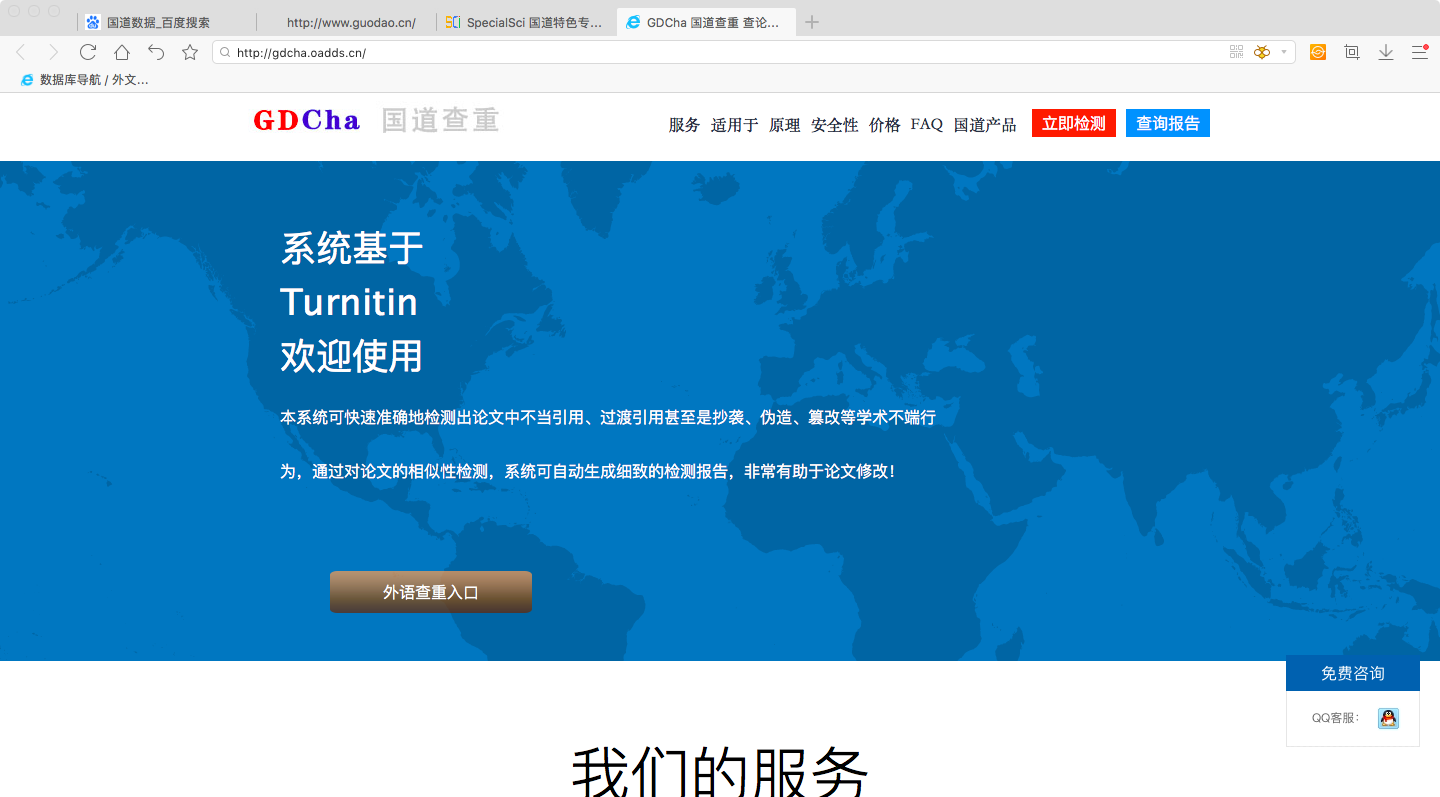 国道数据_百度搜索
http://www.guodao.cn/
SpecialSci 国道特色专...
GDCha 国道查重 查论...
http://gdcha.oadds.cn/
数据库导航 / 外文...
GDCha 国道查重
服务 适用于 原理 安全性 价格 FAQ 国道产品 立即检测 查询报告
系统基于
Turnitin
欢迎使用
本系统可快速准确地检测出论文中不当引用、过渡引用甚至是抄袭、伪造、篡改等学术不端行
为，通过对论文的相似性检测，系统可自动生成细致的检测报告，非常有助于论文修改！
外语查重入口
免费咨询
QQ客服：
我们的服务